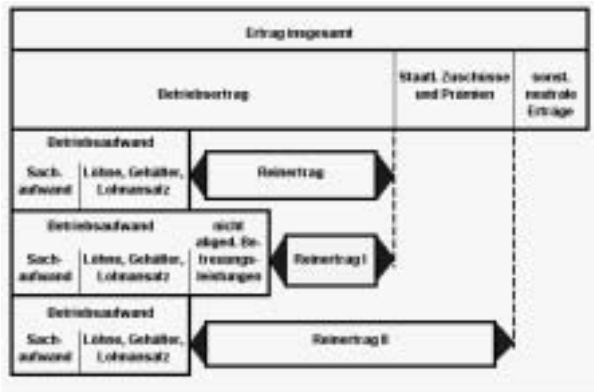 Ertrag insgesamt
Betriebsertrag
Staatl. Zuschüsse
und Prämien
sonst.
neutrale
Erträge
Betriebsaufwand
Sach-
aufwand
Löhne, Gehälter,
Lohnansatz
Reinertrag
Betriebsaufwand
Sach-
aufwand
Löhne, Gehälter,
Lohnansatz
nicht
abged. Be-
treuungs-
leistungen
Reinertrag I
Betriebsaufwand
Sach-
aufwand
Löhne, Gehälter,
Lohnansatz
Reinertrag II